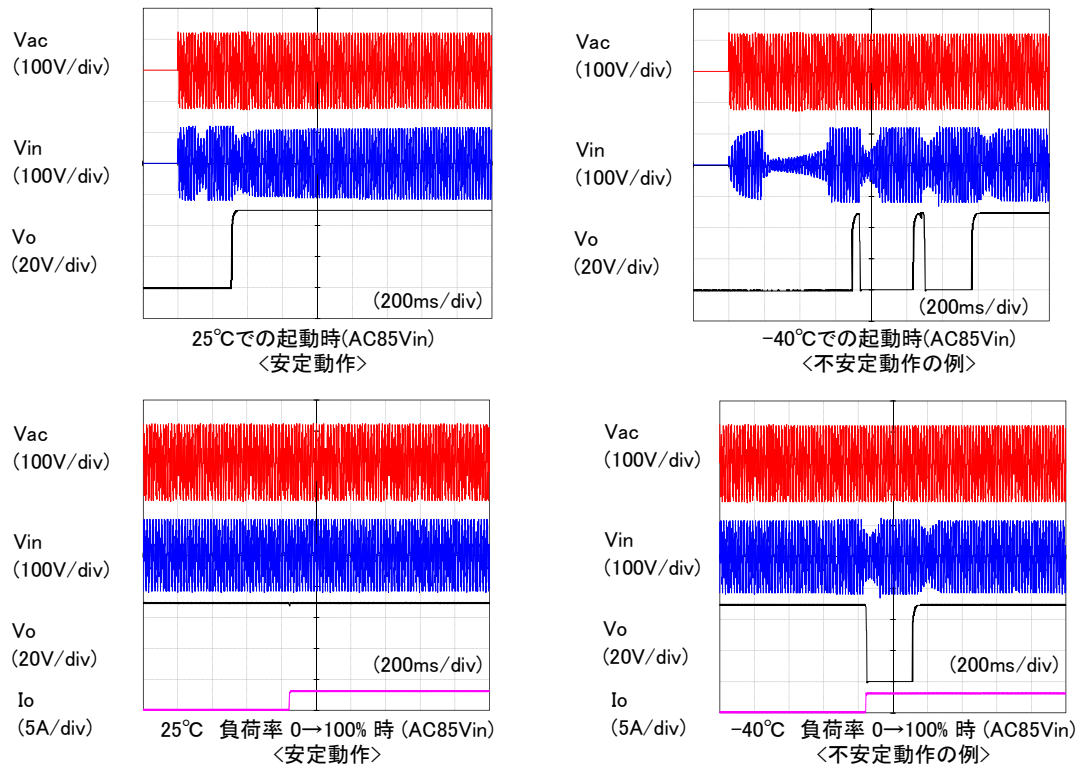 Vac
(100V/div)
Vin
(100V/div)
Vo
(20V/div)
(200ms/div)
25℃での起動時(AC85Vin)
<安定動作>
Vac
(100V/div)
Vin
(100V/div)
Vo
(20V/div)
(200ms/div)
−40℃での起動時(AC85Vin)
<不安定動作の例>
Vac
(100V/div)
Vin
(100V/div)
Vo
(20V/div)
(200ms/div)
Io
(5A/div)
25℃ 負荷率 0→100% 時 (AC85Vin)
<安定動作>
Vac
(100V/div)
Vin
(100V/div)
Vo
(20V/div)
(200ms/div)
Io
(5A/div)
−40℃ 負荷率 0→100% 時 (AC85Vin)
<不安定動作の例>